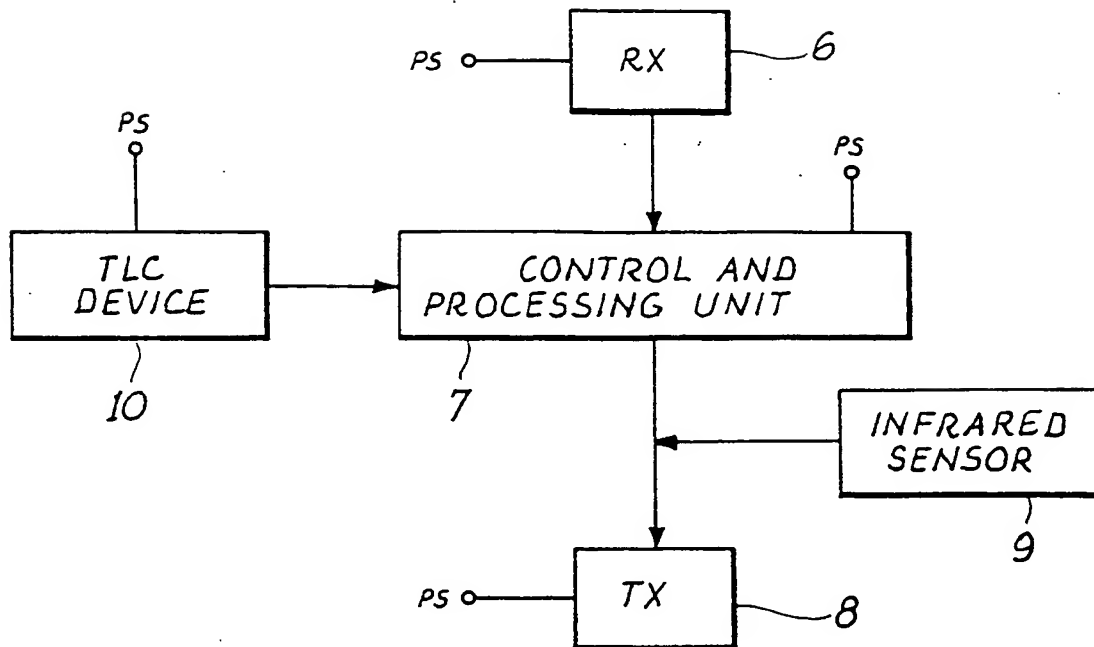 PS
RX
6
PS
PS
TLC
DEVICE
CONTROL AND
PROCESSING UNIT
10
7
INFRARED
SENSOR
9
PS
TX
8